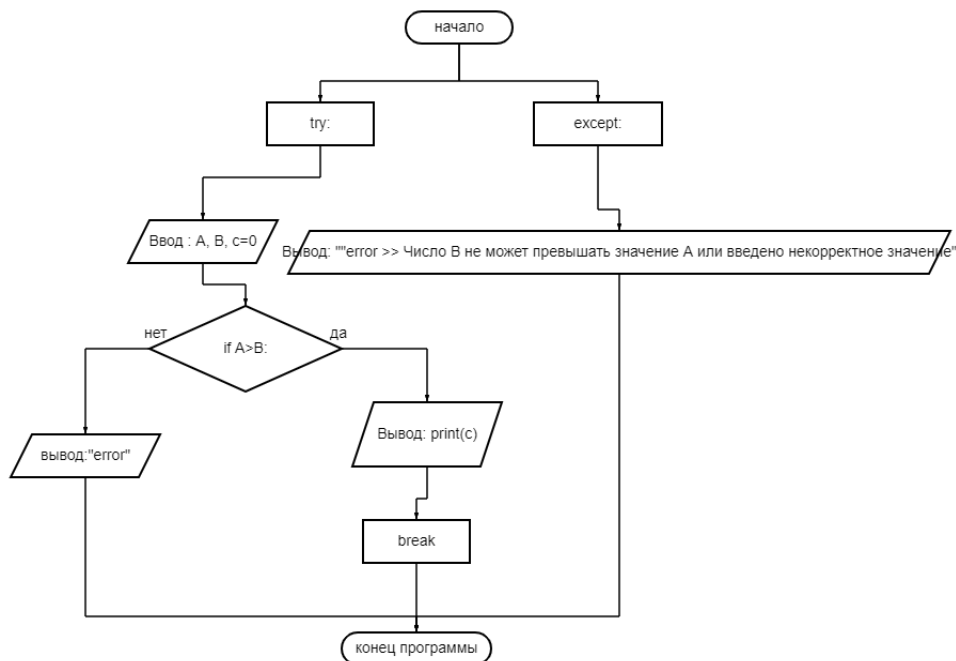 начало
try:
except:
Ввод : А, В, с=0
Вывод: ""error >> Число В не может превышать значение А или введено некорректное значение"
нет
if A>B:
да
Вывод: print(c)
вывод:"error"
break
конец программы